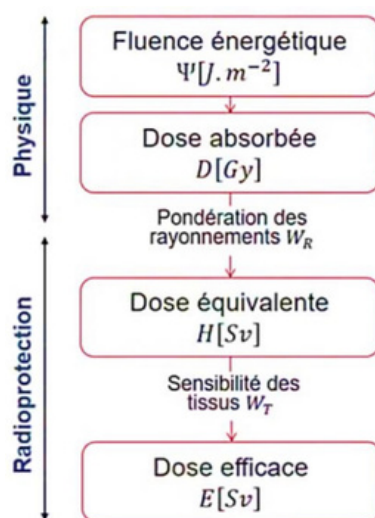 Fluence énergétique
Ψ[J.m⁻²]
Physique
Dose absorbée
D[Gy]
Pondération des
rayonnements W_R
Radioprotection
Dose équivalente
H[Sv]
Sensibilité des
tissus W_T
Dose efficace
E[Sv]